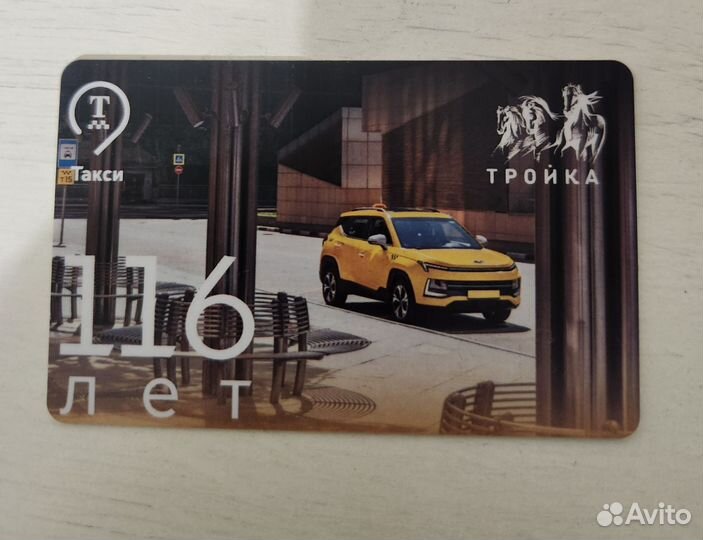 Т
Такси
ТРОЙКА
116
лет
Avito